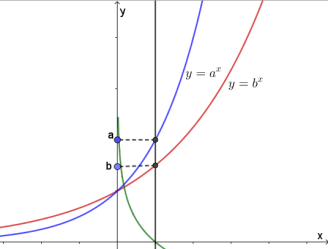 y
y = a^x
y = b^x
a
b
x